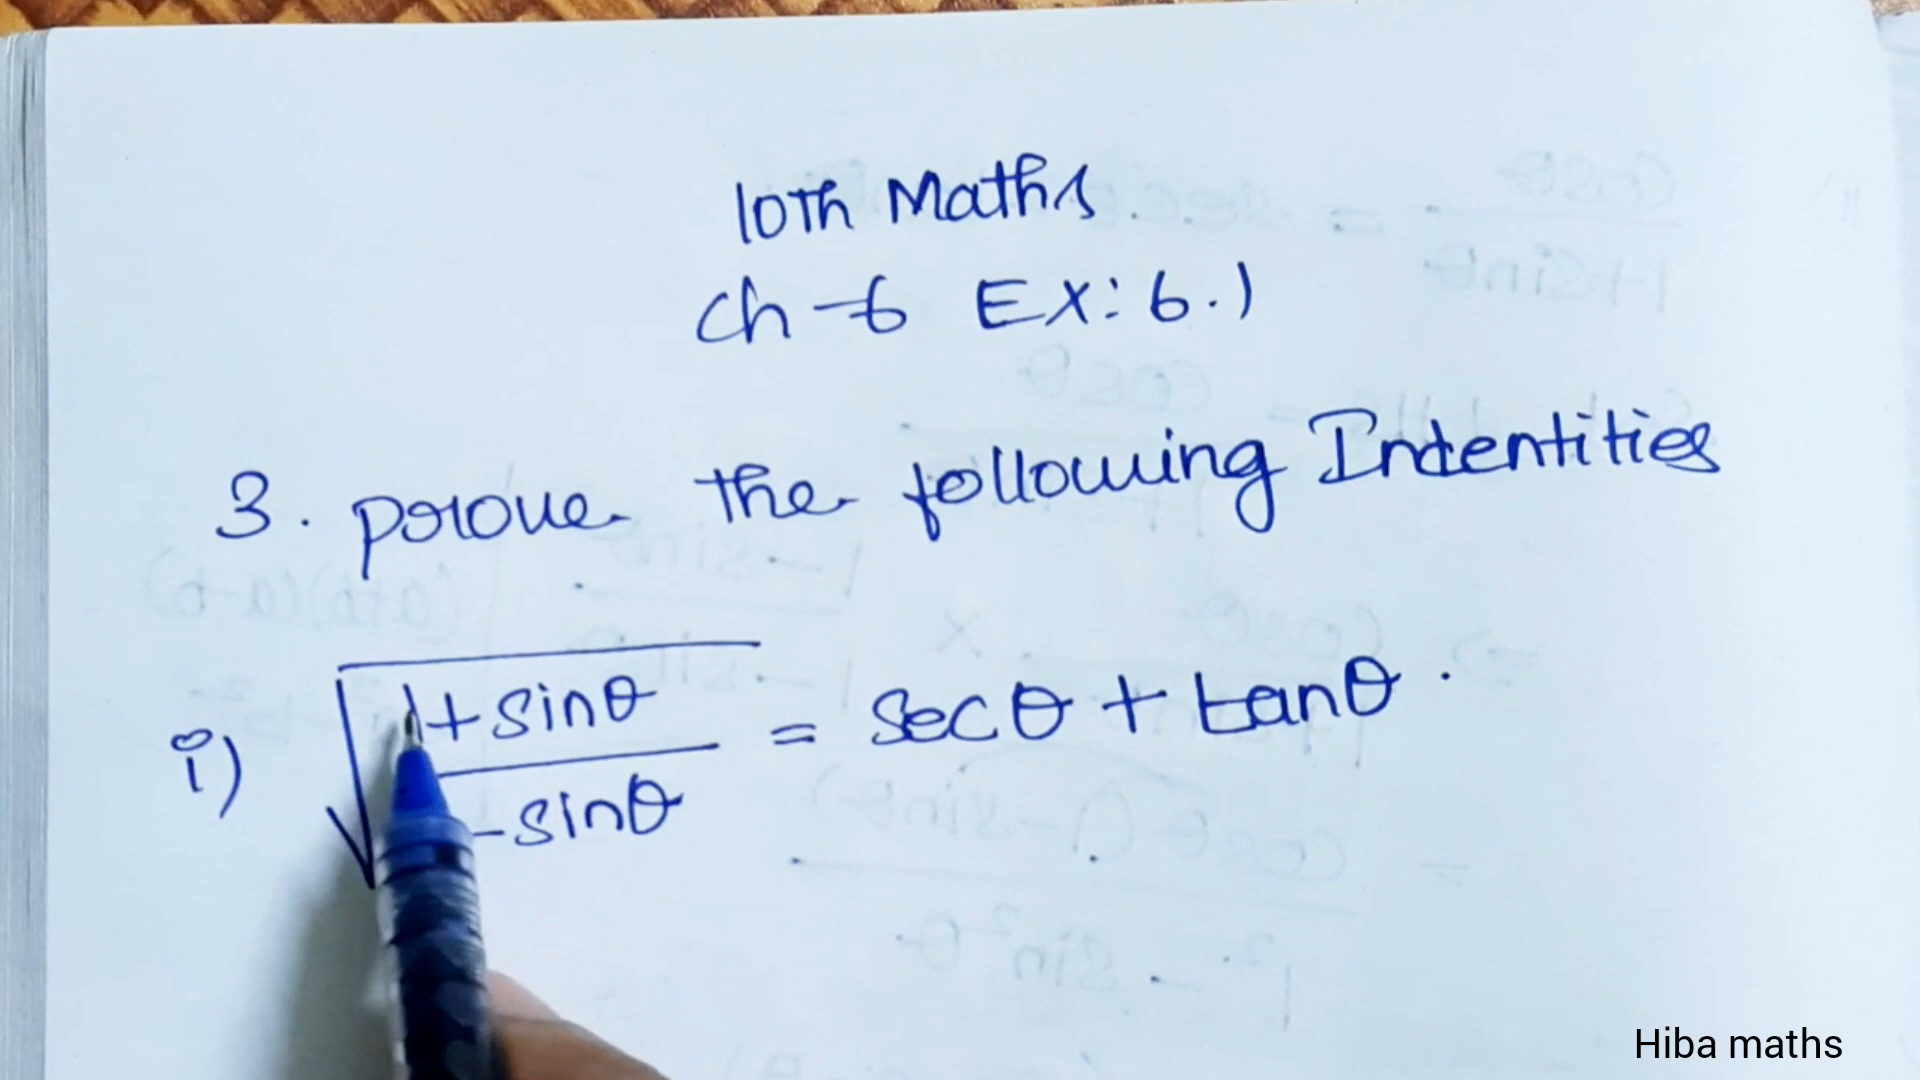 10Th Maths
Ch-6 EX: 6.1
3. prove the following Indentities
i) √ 1+sinθ / -sinθ = secθ + tanθ.
Hiba maths